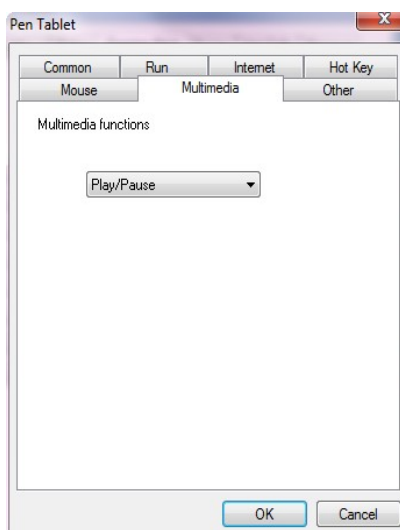 Pen Tablet
X
Common Run Internet Hot Key
Mouse Multimedia Other
Multimedia functions
Play/Pause
OK Cancel